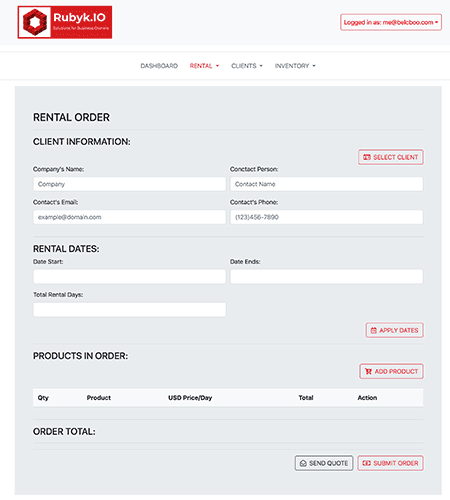 Rubyk.IO
Solutions for Business Owners
Logged in as: me@belcboo.com
DASHBOARD RENTAL CLIENTS INVENTORY
RENTAL ORDER
CLIENT INFORMATION:
SELECT CLIENT
Company's Name: Conctact Person:
Company Contact Name
Contact's Email: Contact's Phone:
example@domain.com (123)456-7890
RENTAL DATES:
Date Start: Date Ends:
Total Rental Days:
APPLY DATES
PRODUCTS IN ORDER:
ADD PRODUCT
Qty Product USD Price/Day Total Action
ORDER TOTAL:
SEND QUOTE SUBMIT ORDER